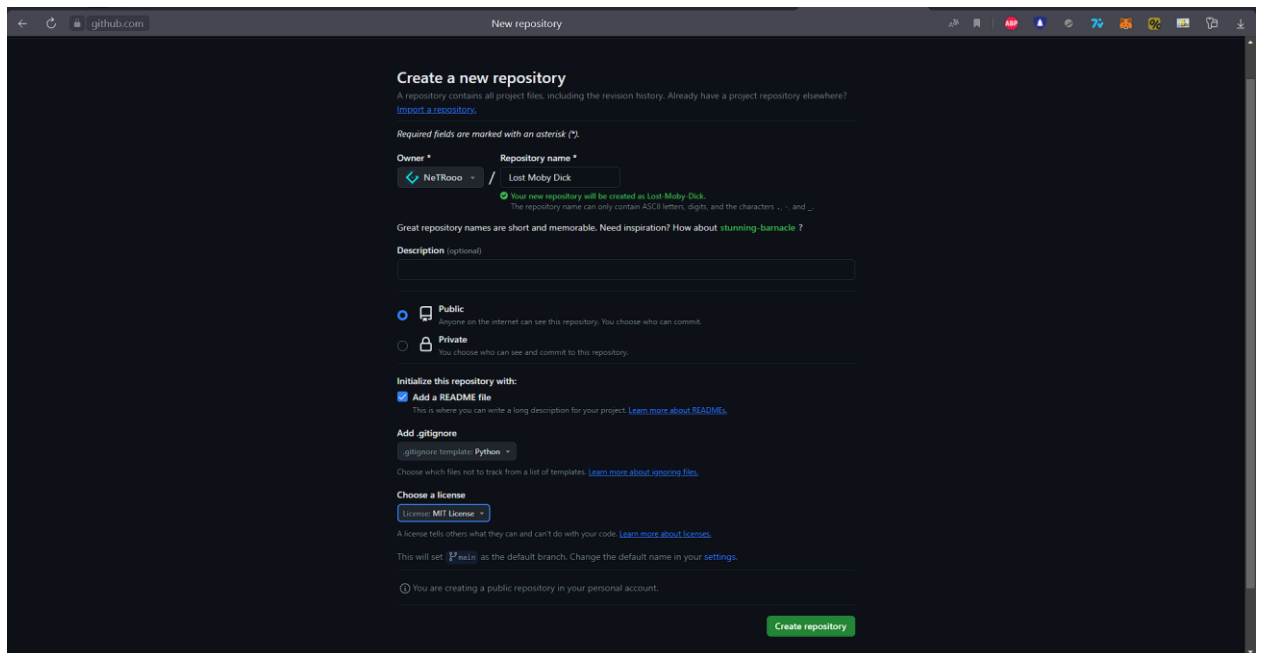 github.com
New repository
ABP
Create a new repository
A repository contains all project files, including the revision history. Already have a project repository elsewhere?
Import a repository.
Required fields are marked with an asterisk (*).
Owner * Repository name *
NeTRooo / Lost Moby Dick
Your new repository will be created as Lost-Moby-Dick.
The repository name can only contain ASCII letters, digits, and the characters ., -, and _.
Great repository names are short and memorable. Need inspiration? How about stunning-barnacle ?
Description (optional)
Public
Anyone on the internet can see this repository. You choose who can commit.
Private
You choose who can see and commit to this repository.
Initialize this repository with:
Add a README file
This is where you can write a long description for your project. Learn more about READMEs.
Add .gitignore
.gitignore template: Python
Choose which files not to track from a list of templates. Learn more about ignoring files.
Choose a license
License: MIT License
A license tells others what they can and can't do with your code. Learn more about licenses.
This will set main as the default branch. Change the default name in your settings.
You are creating a public repository in your personal account.
Create repository